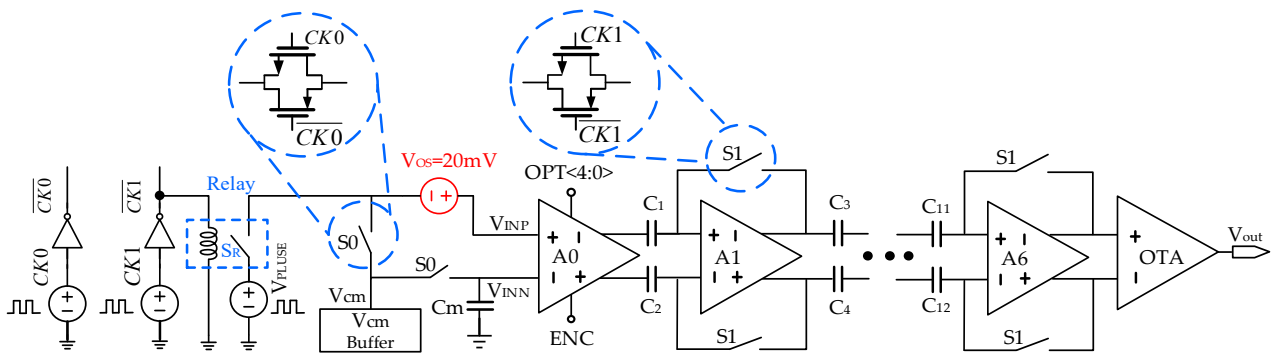 CK0
CK0
CK1
CK1
CK0
CK0
CK1
CK1
Relay
SR
VPLUSE
VOS=20mV
S0
S0
Vcm
Vcm
Buffer
Cm
VINP
VINN
OPT<4:0>
A0
ENC
C1
C2
S1
A1
S1
C3
C4
C11
C12
S1
A6
S1
OTA
Vout